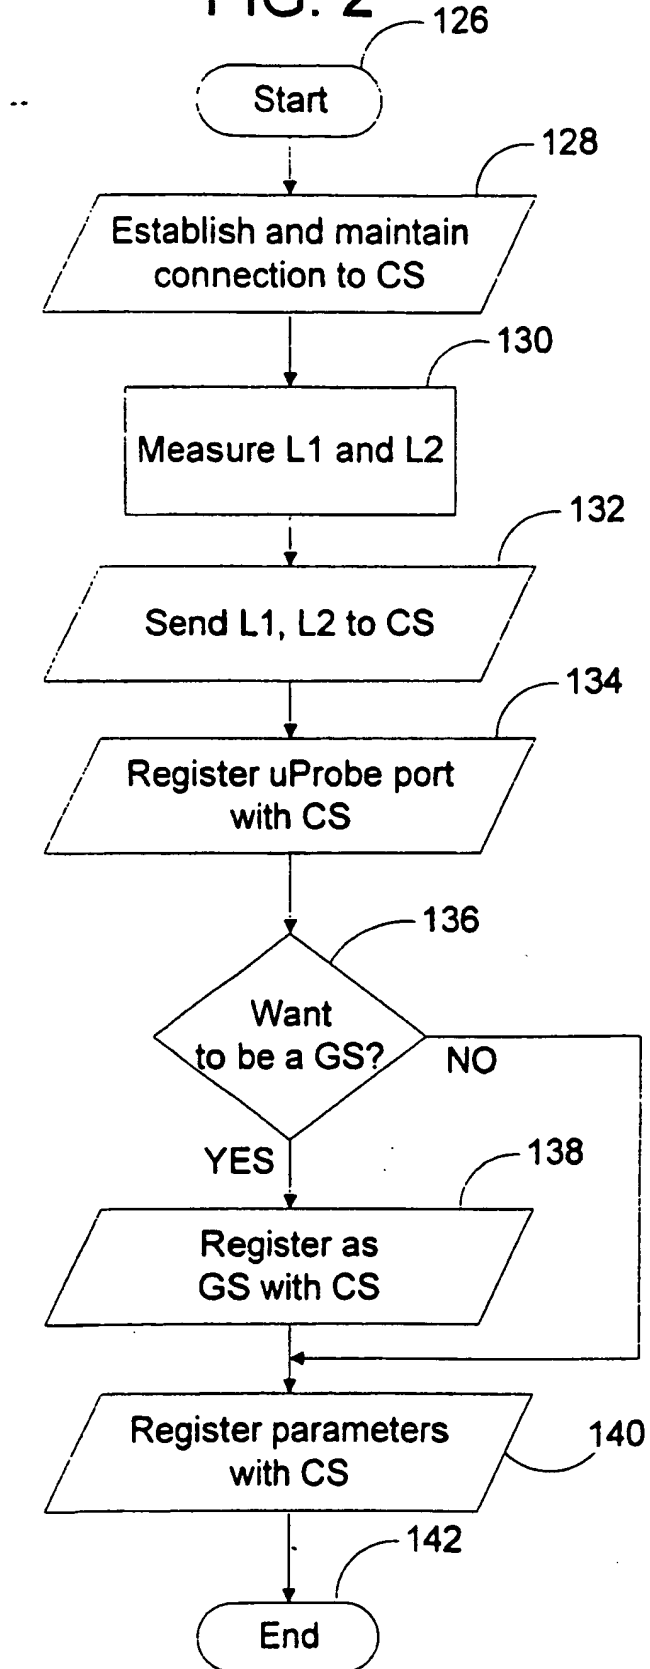 FIG. 2
126
Start
128
Establish and maintain
connection to CS
130
Measure L1 and L2
132
Send L1, L2 to CS
134
Register uProbe port
with CS
136
Want
to be a GS?
NO
YES
138
Register as
GS with CS
Register parameters
with CS
140
142
End